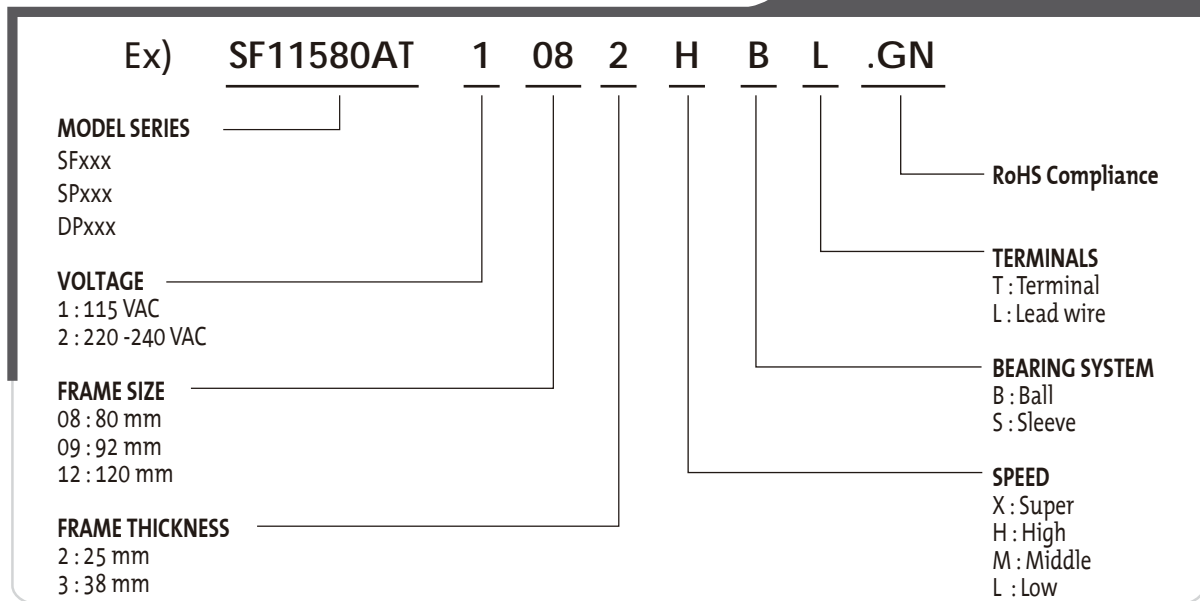 Ex) SF11580AT 1 08 2 H B L .GN
MODEL SERIES
SFxxx
SPxxx
DPxxx
VOLTAGE
1 : 115 VAC
2 : 220 -240 VAC
FRAME SIZE
08 : 80 mm
09 : 92 mm
12 : 120 mm
FRAME THICKNESS
2 : 25 mm
3 : 38 mm
RoHS Compliance
TERMINALS
T : Terminal
L : Lead wire
BEARING SYSTEM
B : Ball
S : Sleeve
SPEED
X : Super
H : High
M : Middle
L : Low